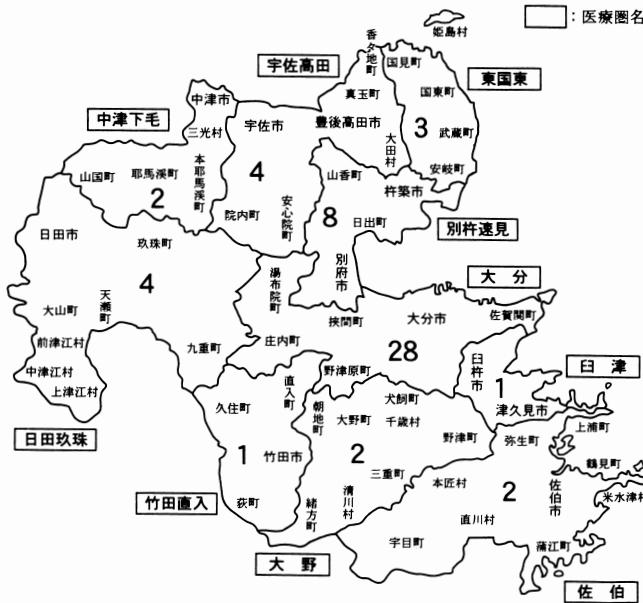 ：医療圏名
姫島村
香々地町
国見町
宇佐高田
東国東
真玉町
国東町
中津市
豊後高田市
3
武蔵町
中津下毛
三光村
宇佐市
大田村
安岐町
山国町
耶馬溪町
本耶馬溪町
4
山香町
杵築市
2
院内町
安心院町
8
日出町
別杵速見
日田市
玖珠町
湯布院町
別府市
大分
大山町
天瀬町
4
挾間町
大分市
佐賀関町
前津江村
九重町
庄内町
28
臼杵市
臼津
中津江村
野津原町
1
上津江村
久住町
直入町
朝地町
犬飼町
津久見市
大野町
千歳村
上浦町
日田玖珠
野津町
弥生町
1
竹田市
2
鶴見町
三重町
本匠村
2
佐伯市
米水津村
竹田直入
荻町
緒方町
清川村
直川村
宇目町
蒲江町
大野
佐伯